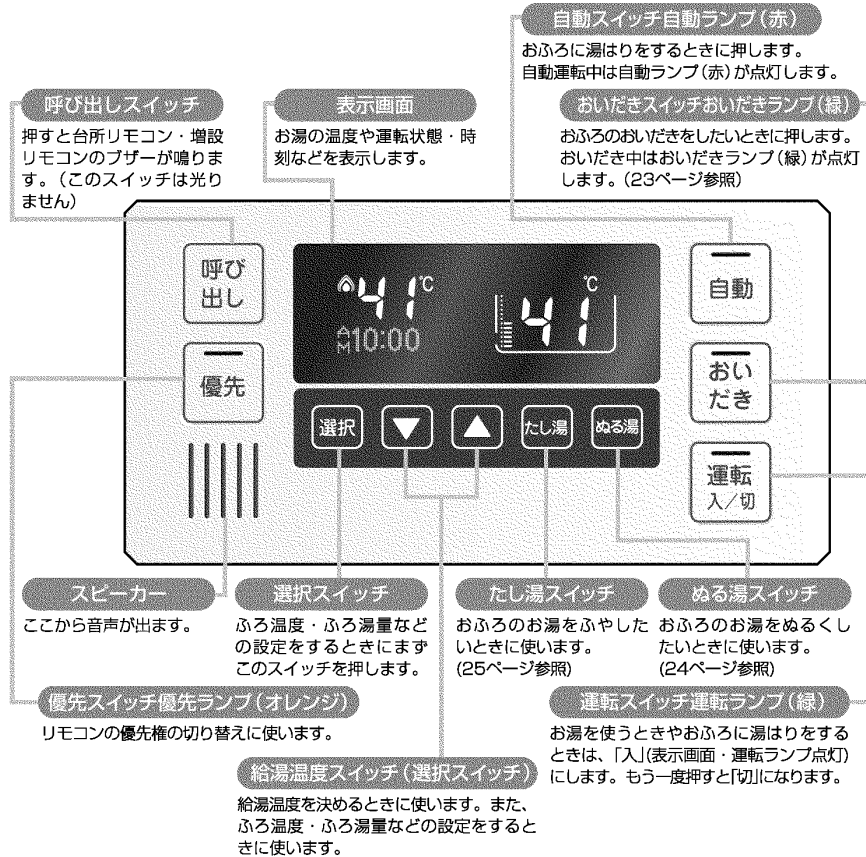 自動スイッチ自動ランプ(赤)
おふろに湯はりをするときに押します。
自動運転中は自動ランプ(赤)が点灯します。
呼び出しスイッチ
押すと台所リモコン・増設
リモコンのブザーが鳴りま
す。(このスイッチは光り
ません)
表示画面
お湯の温度や運転状態・時
刻などを表示します。
おいだきスイッチおいだきランプ(緑)
おふろのおいだきをしたいときに押します。
おいだき中はおいだきランプ(緑)が点灯
します。(23ページ参照)
呼び
出し
優先
41℃
AM10:00
℃
41
自動
おい
だき
運転
入/切
選択
▼
▲
たし湯
ぬる湯
スピーカー
ここから音声が出ます。
選択スイッチ
ふろ温度・ふろ湯量など
の設定をするときにまず
このスイッチを押します。
たし湯スイッチ
おふろのお湯をふやした
いときに使います。
(25ページ参照)
ぬる湯スイッチ
おふろのお湯をぬるくし
たいときに使います。
(24ページ参照)
優先スイッチ優先ランプ(オレンジ)
リモコンの優先権の切り替えに使います。
運転スイッチ運転ランプ(緑)
お湯を使うときやおふろに湯はりをする
ときは、「入」(表示画面・運転ランプ点灯)
にします。もう一度押すと「切」になります。
給湯温度スイッチ(選択スイッチ)
給湯温度を決めるときに使います。また、
ふろ温度・ふろ湯量などの設定をすると
きに使います。